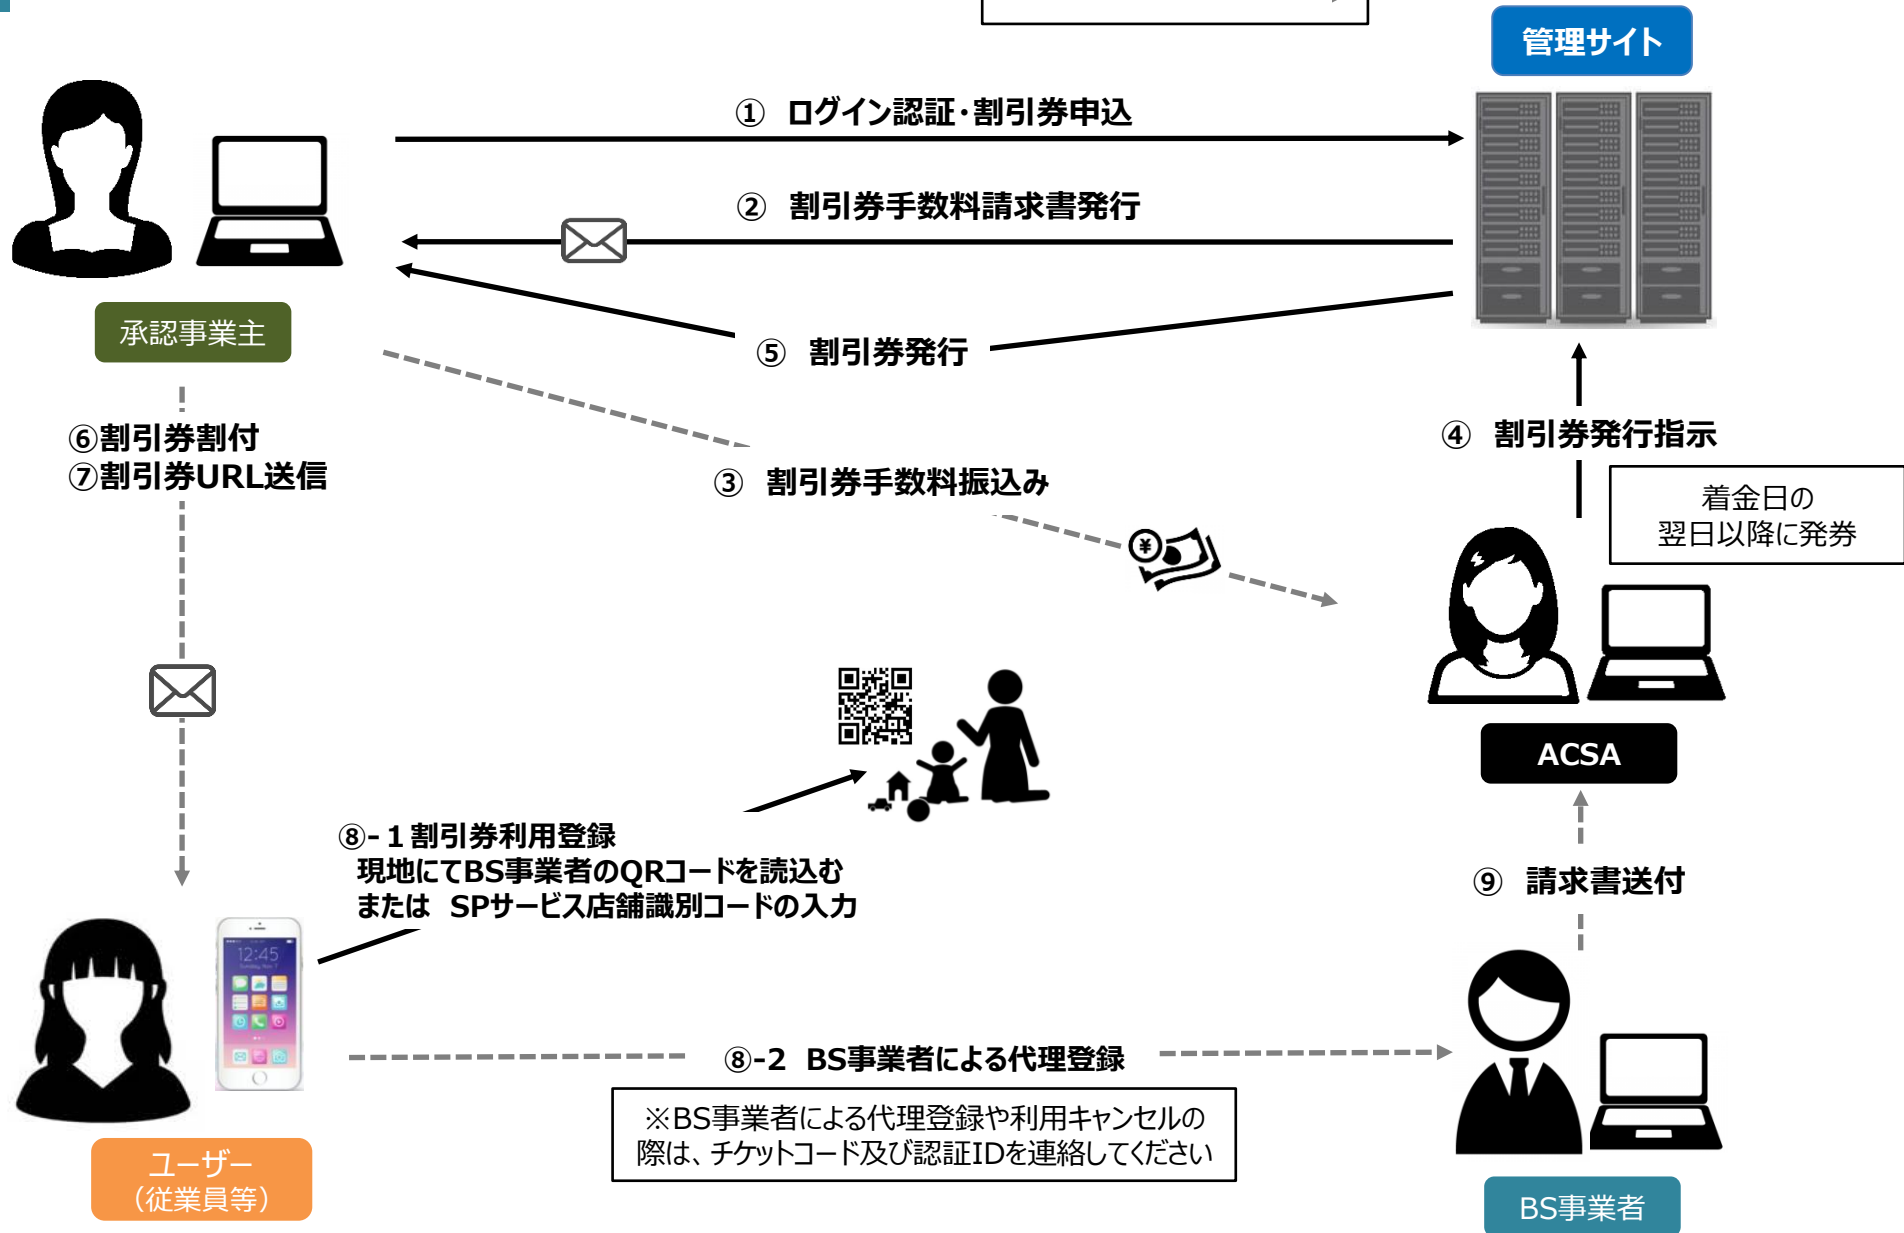 管理サイト
① ログイン認証･割引券申込
② 割引券手数料請求書発行
承認事業主
⑤ 割引券発行
⑥割引券割付
⑦割引券URL送信
④ 割引券発行指示
③ 割引券手数料振込み
着金日の
翌日以降に発券
¥
ACSA
⑧-１割引券利用登録
現地にてBS事業者のQRコードを読込む
または SPサービス店舗識別コードの入力
⑨ 請求書送付
12:45
⑧-2 BS事業者による代理登録
※BS事業者による代理登録や利用キャンセルの
際は、チケットコード及び認証IDを連絡してください
ユーザー
（従業員等）
BS事業者